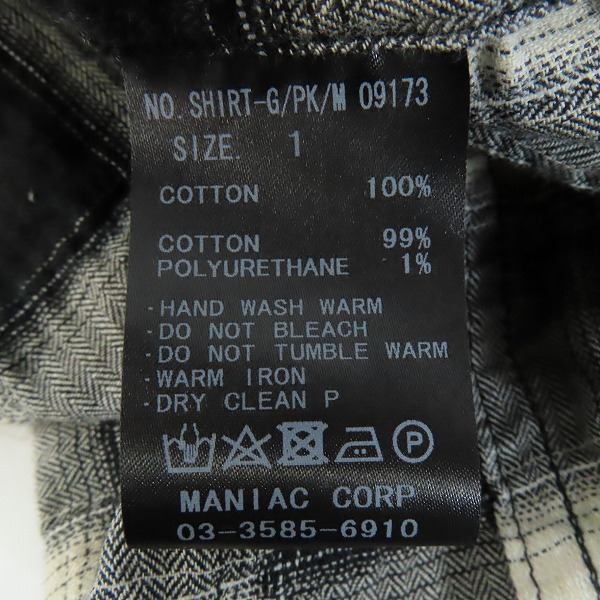 NO. SHIRT-G/PK/M 09173
SIZE. 1
COTTON 100%
COTTON 99%
POLYURETHANE 1%
·HAND WASH WARM
·DO NOT BLEACH
·DO NOT TUMBLE WARM
·WARM IRON
·DRY CLEAN P
P
MANIAC CORP
03-3585-6910